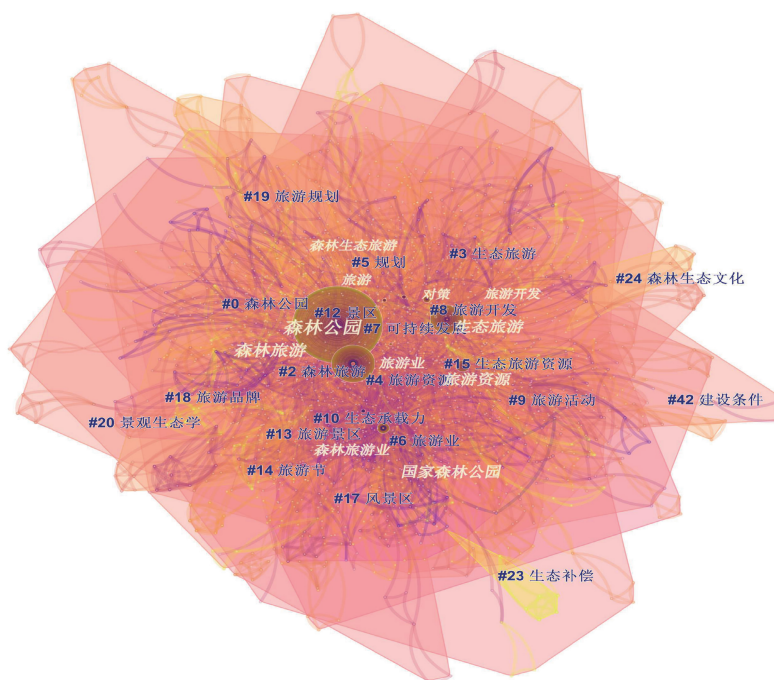 #19 旅游规划
森林生态旅游
#3 生态旅游
#5 规划
旅游
#24 森林生态文化
对策
旅游开发
#0 森林公园
#12 景区
#8 旅游开发
森林公园
#7 可持续发展
生态旅游
森林旅游
旅游业
#15 生态旅游资源
#2 森林旅游
#4 旅游资源
旅游资源
#18 旅游品牌
#9 旅游活动
#42 建设条件
#20 景观生态学
#10 生态承载力
#13 旅游景区
#6 旅游业
森林旅游业
#14 旅游节
国家森林公园
#17 风景区
#23 生态补偿